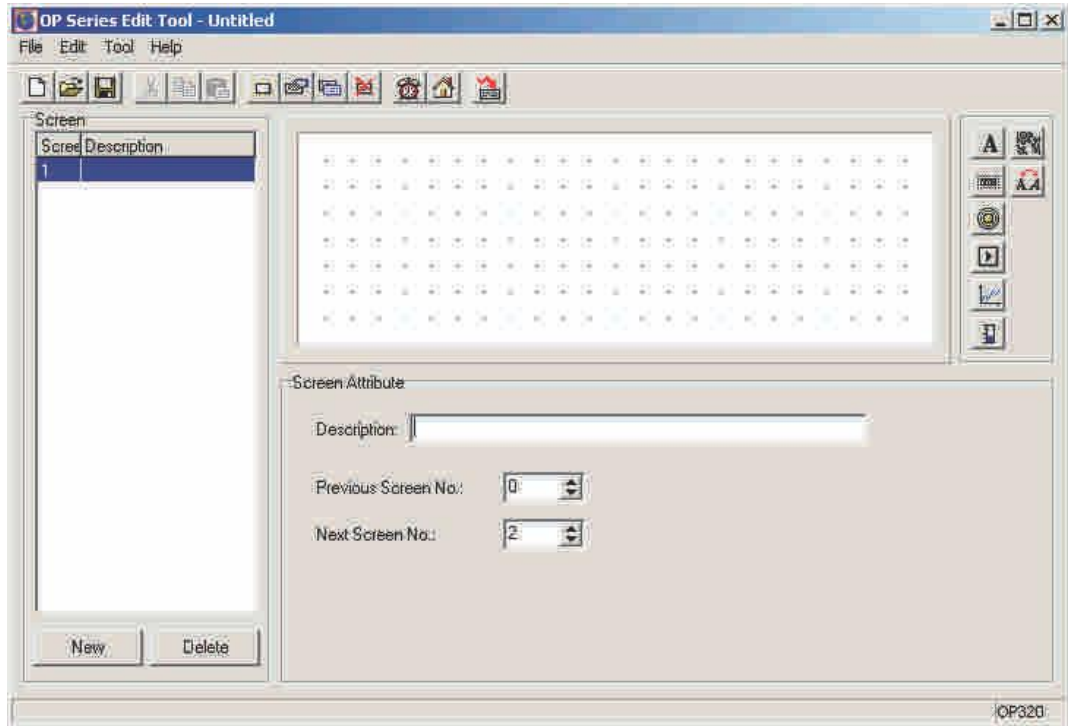 OP Series Edit Tool - Untitled
File Edit Tool Help
Screen
Scree Description
1
A
A A
Screen Attribute
Description:
Previous Screen No.: 0
Next Screen No.: 2
New Delete
OP320